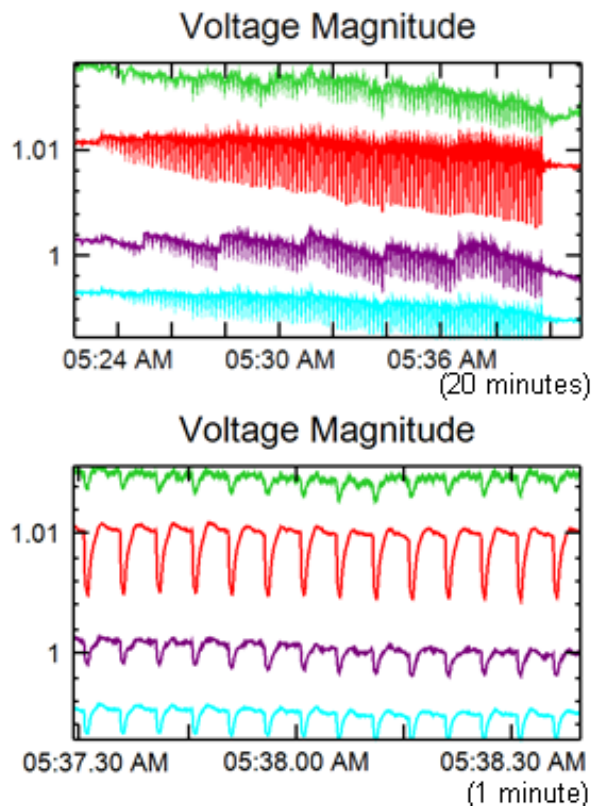 Voltage Magnitude
1.01
1
05:24 AM 05:30 AM 05:36 AM
(20 minutes)
Voltage Magnitude
1.01
1
05:37.30 AM 05:38.00 AM 05:38.30 AM
(1 minute)